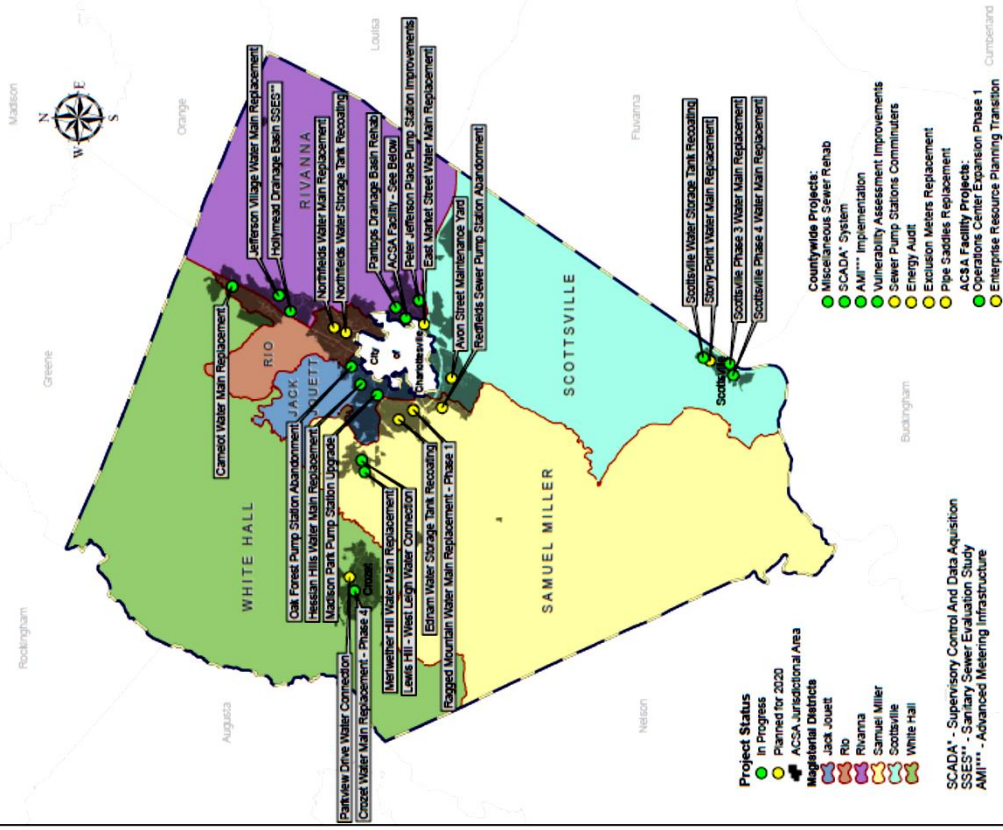 Madison
Orange
Louisa
Greene
Rockingham
Augusta
Nelson
Buckingham
Fluvanna
Cumberland
N
W
E
S
WHITE HALL
RIO
JACK
JOUETT
RIVANNA
SAMUEL MILLER
SCOTTSVILLE
City
of
Charlottesville
Crozet
Scottsville
Jefferson Village Water Main Replacement
Hollymead Drainage Basin SSES**
Northfields Water Main Replacement
Northfields Water Storage Tank Recoating
Pantops Drainage Basin Rehab
ACSA Facility - See Below
Peter Jefferson Place Pump Station Improvements
East Market Street Water Main Replacement
Avon Street Maintenance Yard
Redfields Sewer Pump Station Abandonment
Camelot Water Main Replacement
Oak Forest Pump Station Abandonment
Hessian Hills Water Main Replacement
Madison Park Pump Station Upgrade
Parkview Drive Water Connection
Crozet Water Main Replacement - Phase 4
Meriwether Hill Water Main Replacement
Lewis Hill - West Leigh Water Connection
Ednam Water Storage Tank Recoating
Ragged Mountain Water Main Replacement - Phase 1
Scottsville Water Storage Tank Recoating
Stony Point Water Main Replacement
Scottsville Phase 3 Water Main Replacement
Scottsville Phase 4 Water Main Replacement
Project Status
In Progress
Planned for 2020
ACSA Jurisdictional Area
Magisterial Districts
Jack Jouett
Rio
Rivanna
Samuel Miller
Scottsville
White Hall
Countywide Projects:
Miscellaneous Sewer Rehab
SCADA* System
AMI*** Implementation
Vulnerability Assessment Improvements
Sewer Pump Stations Comminuters
Energy Audit
Exclusion Meters Replacement
Pipe Saddles Replacement
ACSA Facility Projects:
Operations Center Expansion Phase 1
Enterprise Resource Planning Transition
SCADA* - Supervisory Control And Data Aquisition
SSES** - Sanitary Sewer Evaluation Study
AMI*** - Advanced Metering Infrastructure